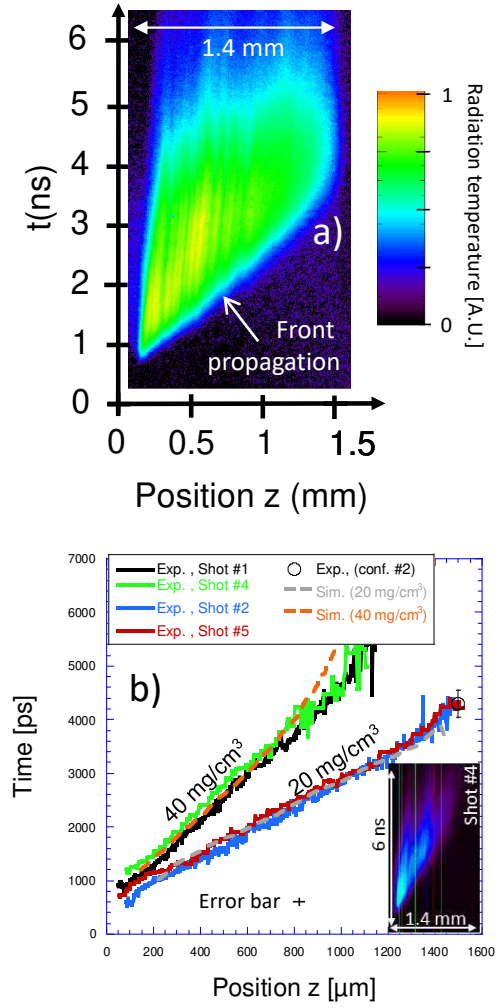 6
5
4
3
2
1
0
t(ns)
1.4 mm
a)
Front
propagation
0
0.5
1
1.5
Position z (mm)
1
0
Radiation temperature [A.U.]
7000
6000
5000
4000
3000
2000
1000
0
Time [ps]
Exp. , Shot #1
Exp. , Shot #4
Exp. , Shot #2
Exp. , Shot #5
Exp., (conf. #2)
Sim. (20 mg/cm³)
Sim. (40 mg/cm³)
b)
40 mg/cm³
20 mg/cm³
Error bar
6 ns
Shot #4
1.4 mm
0 200 400 600 800 1000 1200 1400 1600
Position z [µm]